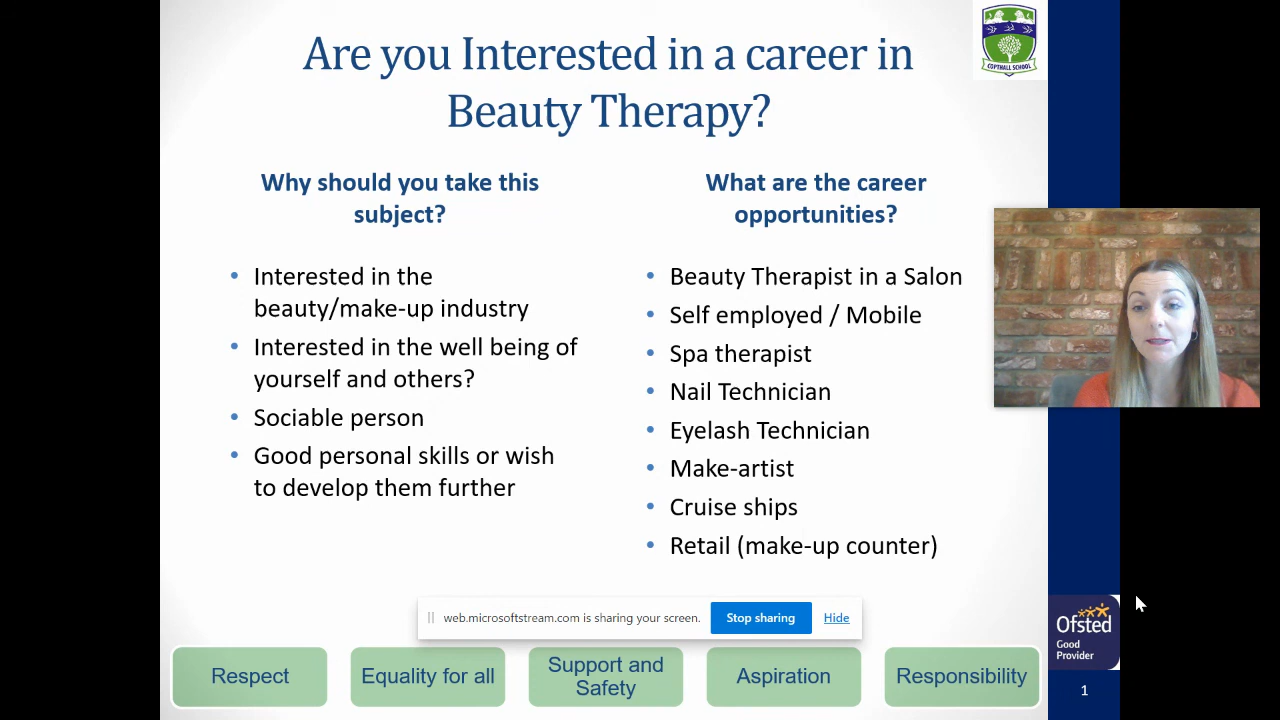 Are you Interested in a career in
Beauty Therapy?
COPTHALL SCHOOL
Why should you take this
subject?
• Interested in the
beauty/make-up industry
• Interested in the well being of
yourself and others?
• Sociable person
• Good personal skills or wish
to develop them further
What are the career
opportunities?
• Beauty Therapist in a Salon
• Self employed / Mobile
• Spa therapist
• Nail Technician
• Eyelash Technician
• Make-artist
• Cruise ships
• Retail (make-up counter)
web.microsoftstream.com is sharing your screen.
Stop sharing
Hide
Respect
Equality for all
Support and
Safety
Aspiration
Responsibility
Ofsted
Good
Provider
1